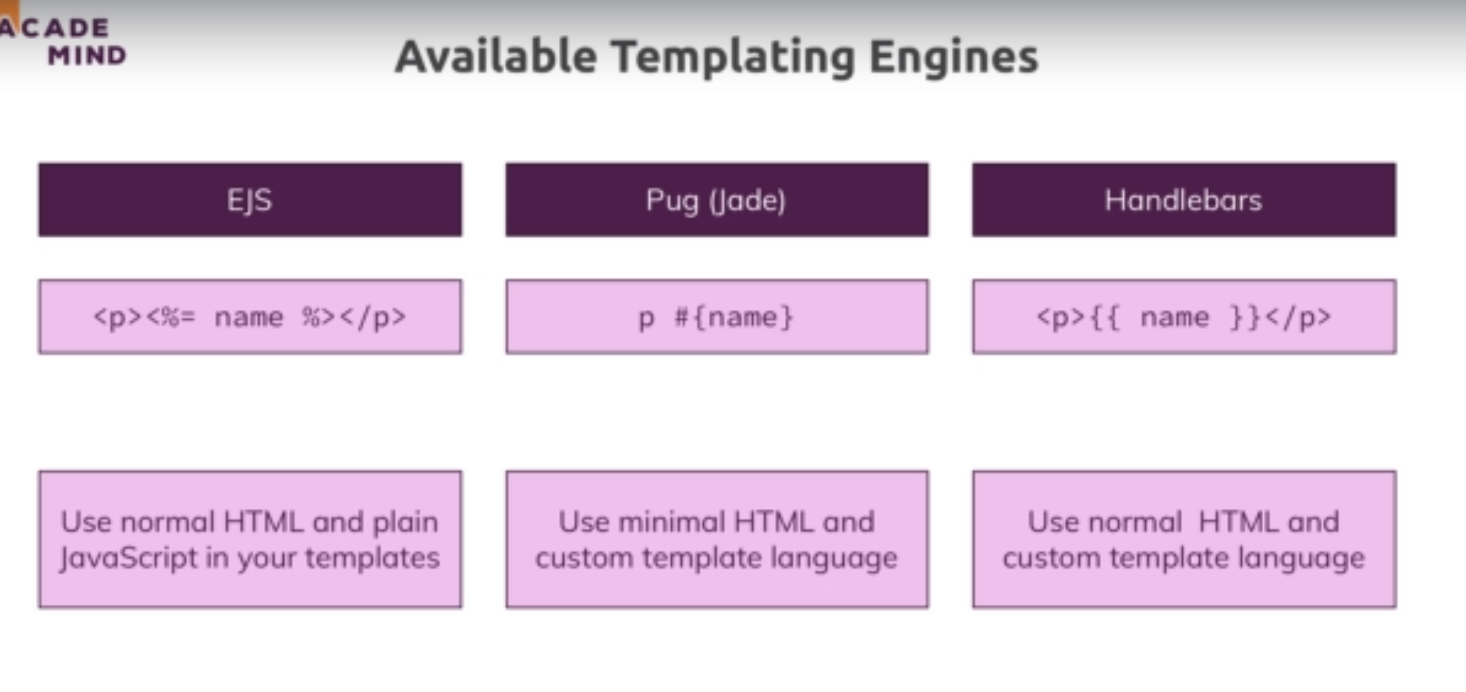 ACADE
MIND
Available Templating Engines
EJS
Pug (Jade)
Handlebars
<p><%= name %></p>
p #{name}
<p>{{ name }}</p>
Use normal HTML and plain
JavaScript in your templates
Use minimal HTML and
custom template language
Use normal  HTML and
custom template language